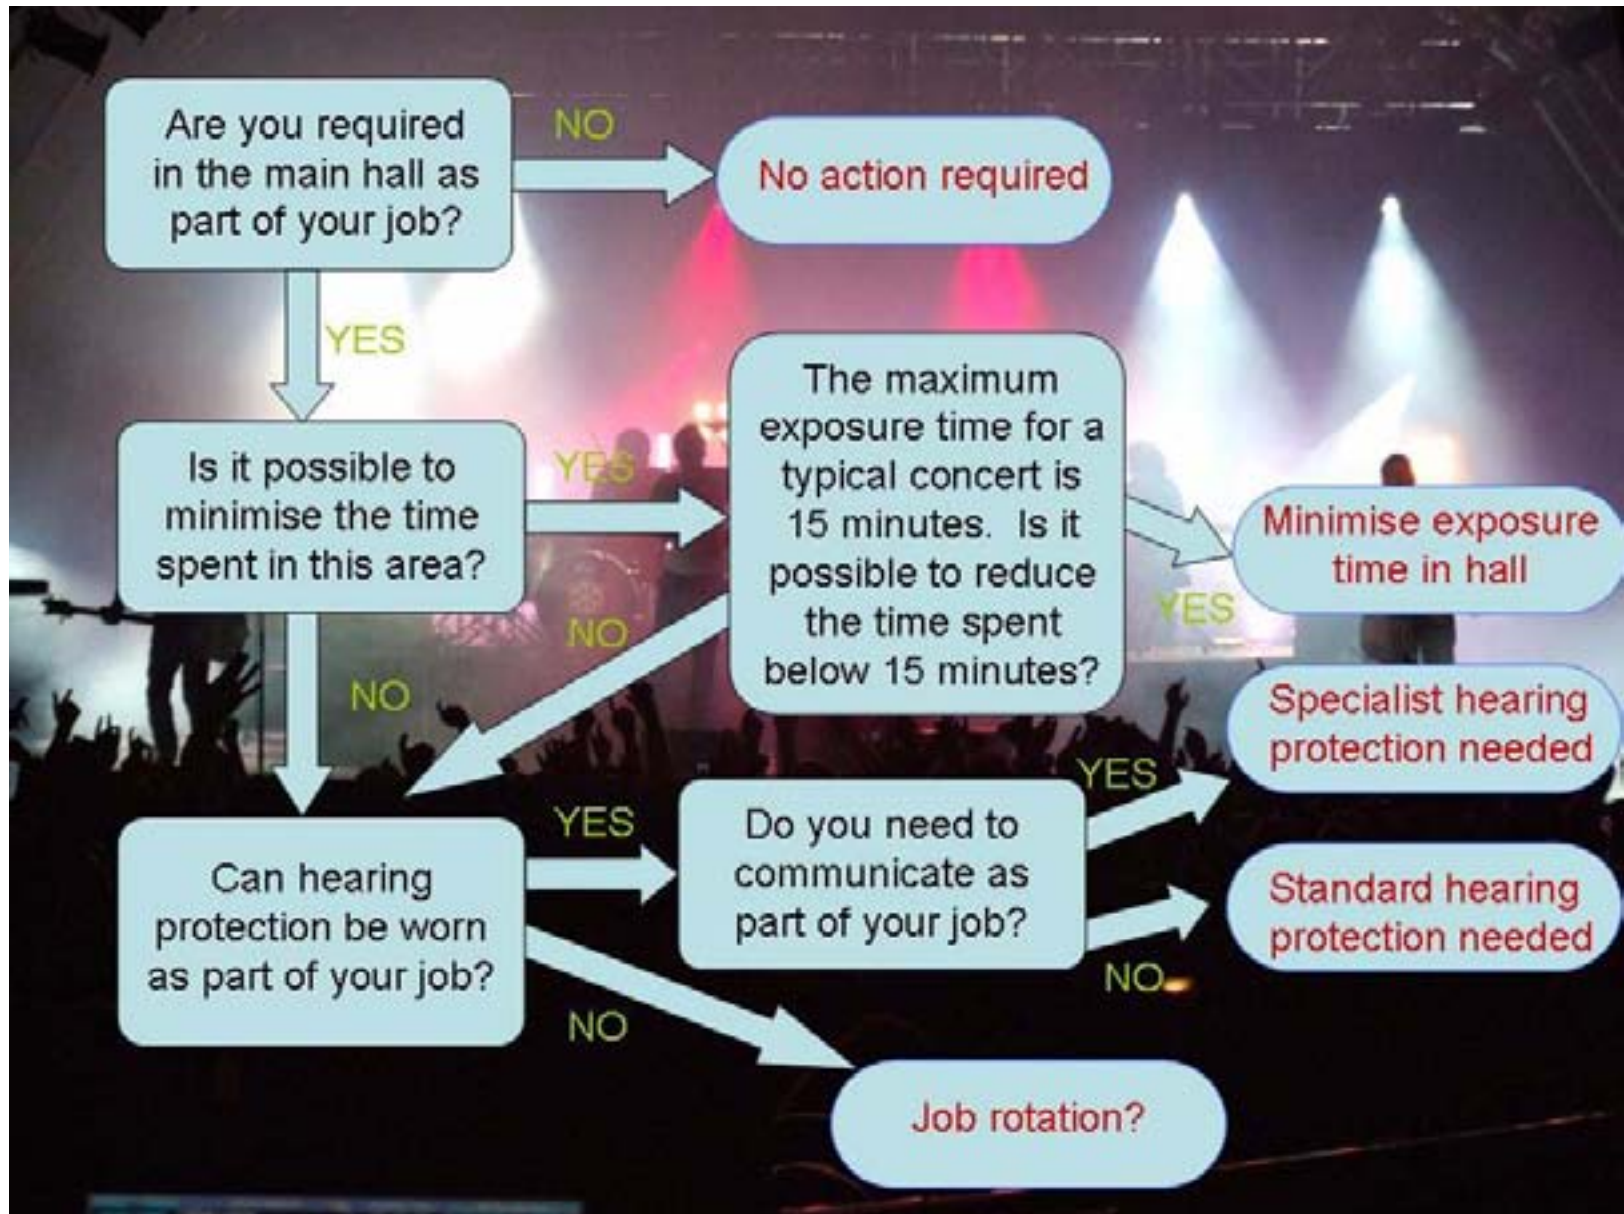 Are you required
in the main hall as
part of your job?
NO
No action required
YES
Is it possible to
minimise the time
spent in this area?
YES
The maximum
exposure time for a
typical concert is
15 minutes.  Is it
possible to reduce
the time spent
below 15 minutes?
YES
Minimise exposure
time in hall
NO
NO
Can hearing
protection be worn
as part of your job?
YES
Do you need to
communicate as
part of your job?
YES
Specialist hearing
protection needed
NO
Standard hearing
protection needed
NO
Job rotation?